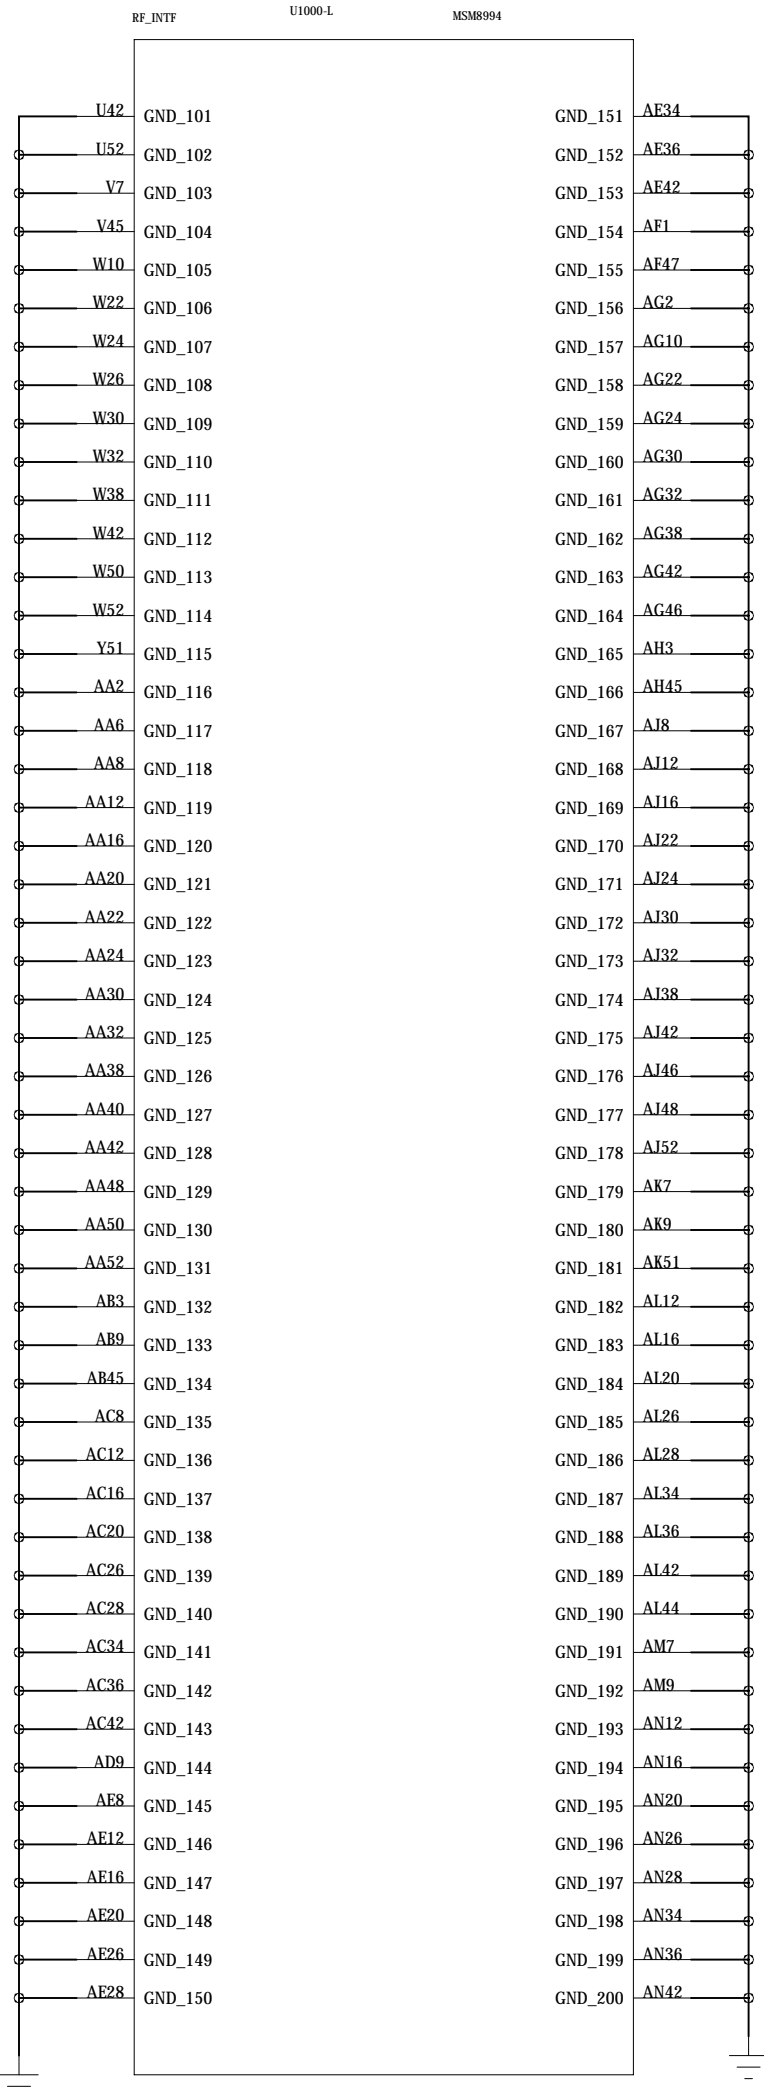 RF_INTF U1000-L MSM8994
U42 GND_101 GND_151 AE34
U52 GND_102 GND_152 AE36
V7 GND_103 GND_153 AE42
V45 GND_104 GND_154 AF1
W10 GND_105 GND_155 AF47
W22 GND_106 GND_156 AG2
W24 GND_107 GND_157 AG10
W26 GND_108 GND_158 AG22
W30 GND_109 GND_159 AG24
W32 GND_110 GND_160 AG30
W38 GND_111 GND_161 AG32
W42 GND_112 GND_162 AG38
W50 GND_113 GND_163 AG42
W52 GND_114 GND_164 AG46
Y51 GND_115 GND_165 AH3
AA2 GND_116 GND_166 AH45
AA6 GND_117 GND_167 AJ8
AA8 GND_118 GND_168 AJ12
AA12 GND_119 GND_169 AJ16
AA16 GND_120 GND_170 AJ22
AA20 GND_121 GND_171 AJ24
AA22 GND_122 GND_172 AJ30
AA24 GND_123 GND_173 AJ32
AA30 GND_124 GND_174 AJ38
AA32 GND_125 GND_175 AJ42
AA38 GND_126 GND_176 AJ46
AA40 GND_127 GND_177 AJ48
AA42 GND_128 GND_178 AJ52
AA48 GND_129 GND_179 AK7
AA50 GND_130 GND_180 AK9
AA52 GND_131 GND_181 AK51
AB3 GND_132 GND_182 AL12
AB9 GND_133 GND_183 AL16
AB45 GND_134 GND_184 AL20
AC8 GND_135 GND_185 AL26
AC12 GND_136 GND_186 AL28
AC16 GND_137 GND_187 AL34
AC20 GND_138 GND_188 AL36
AC26 GND_139 GND_189 AL42
AC28 GND_140 GND_190 AL44
AC34 GND_141 GND_191 AM7
AC36 GND_142 GND_192 AM9
AC42 GND_143 GND_193 AN12
AD9 GND_144 GND_194 AN16
AE8 GND_145 GND_195 AN20
AE12 GND_146 GND_196 AN26
AE16 GND_147 GND_197 AN28
AE20 GND_148 GND_198 AN34
AE26 GND_149 GND_199 AN36
AE28 GND_150 GND_200 AN42